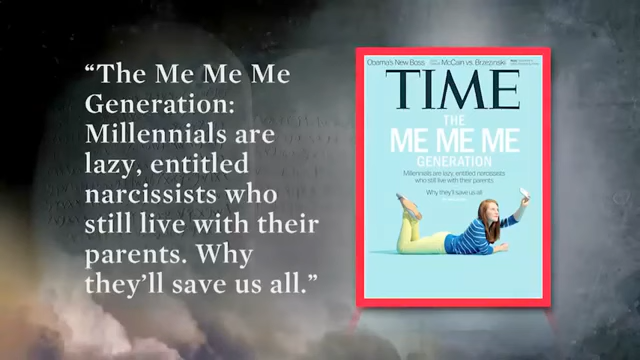 “The Me Me Me
Generation:
Millennials are
lazy, entitled
narcissists who
still live with their
parents. Why
they’ll save us all.”
Obama's New Boss McCain vs. Brzezinski
TIME
THE
ME ME ME
GENERATION
Millennials are lazy, entitled narcissists
who still live with their parents
Why they'll save us all